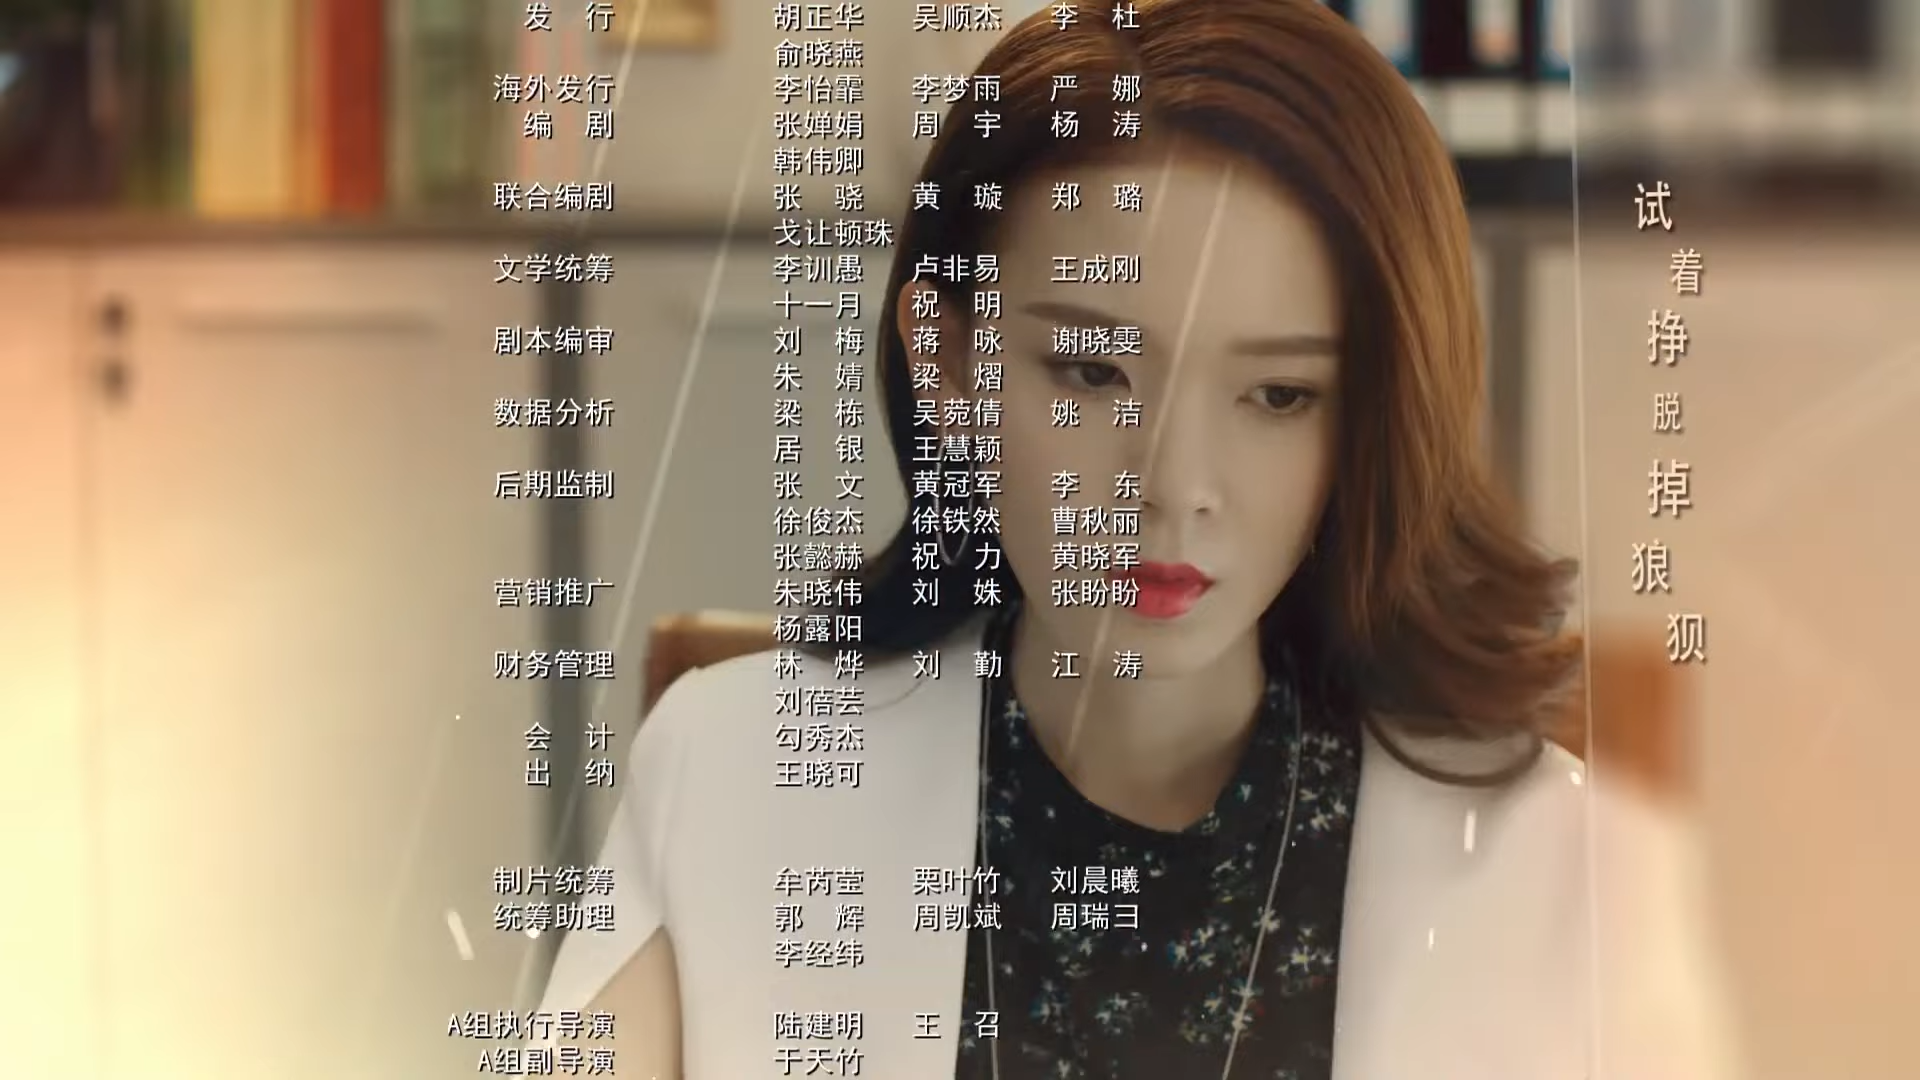 发 行 胡正华 吴顺杰 李 杜
俞晓燕
海外发行 李怡霏 李梦雨 严 娜
编 剧 张婵娟 周 宇 杨 涛
韩伟卿
联合编剧 张 骁 黄 璇 郑 璐
戈让顿珠
文学统筹 李训愚 卢非易 王成刚
十一月 祝 明
剧本编审 刘 梅 蒋 咏 谢晓雯
朱 婧 梁 熠
数据分析 梁 栋 吴菀倩 姚 洁
居 银 王慧颖
后期监制 张 文 黄冠军 李 东
徐俊杰 徐铁然 曹秋丽
张懿赫 祝 力 黄晓军
营销推广 朱晓伟 刘 姝 张盼盼
杨露阳
财务管理 林 烨 刘 勤 江 涛
刘蓓芸
会 计 勾秀杰
出 纳 王晓可
制片统筹 牟芮莹 栗叶竹 刘晨曦
统筹助理 郭 辉 周凯斌 周瑞彐
李经纬
A组执行导演 陆建明 王 召
A组副导演 于天竹
试着挣脱掉狼狈